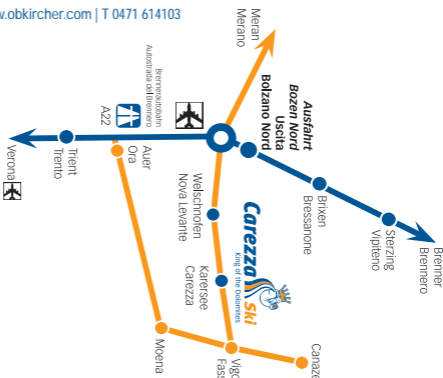 w.obkircher.com | T 0471 614103
Brenner
Brennero
Sterzing
Vipiteno
Brixen
Bressanone
Ausfahrt
Bozen Nord
Uscita
Bolzano Nord
Meran
Merano
Carezza Ski
King of the Dolomites
Welschnofen
Nova Levante
Karersee
Carezza
Brennerautobahn
Autostrada del Brennero
A22
Auer
Ora
Trient
Trento
Verona
Moena
Vigo
Fass
Canaze